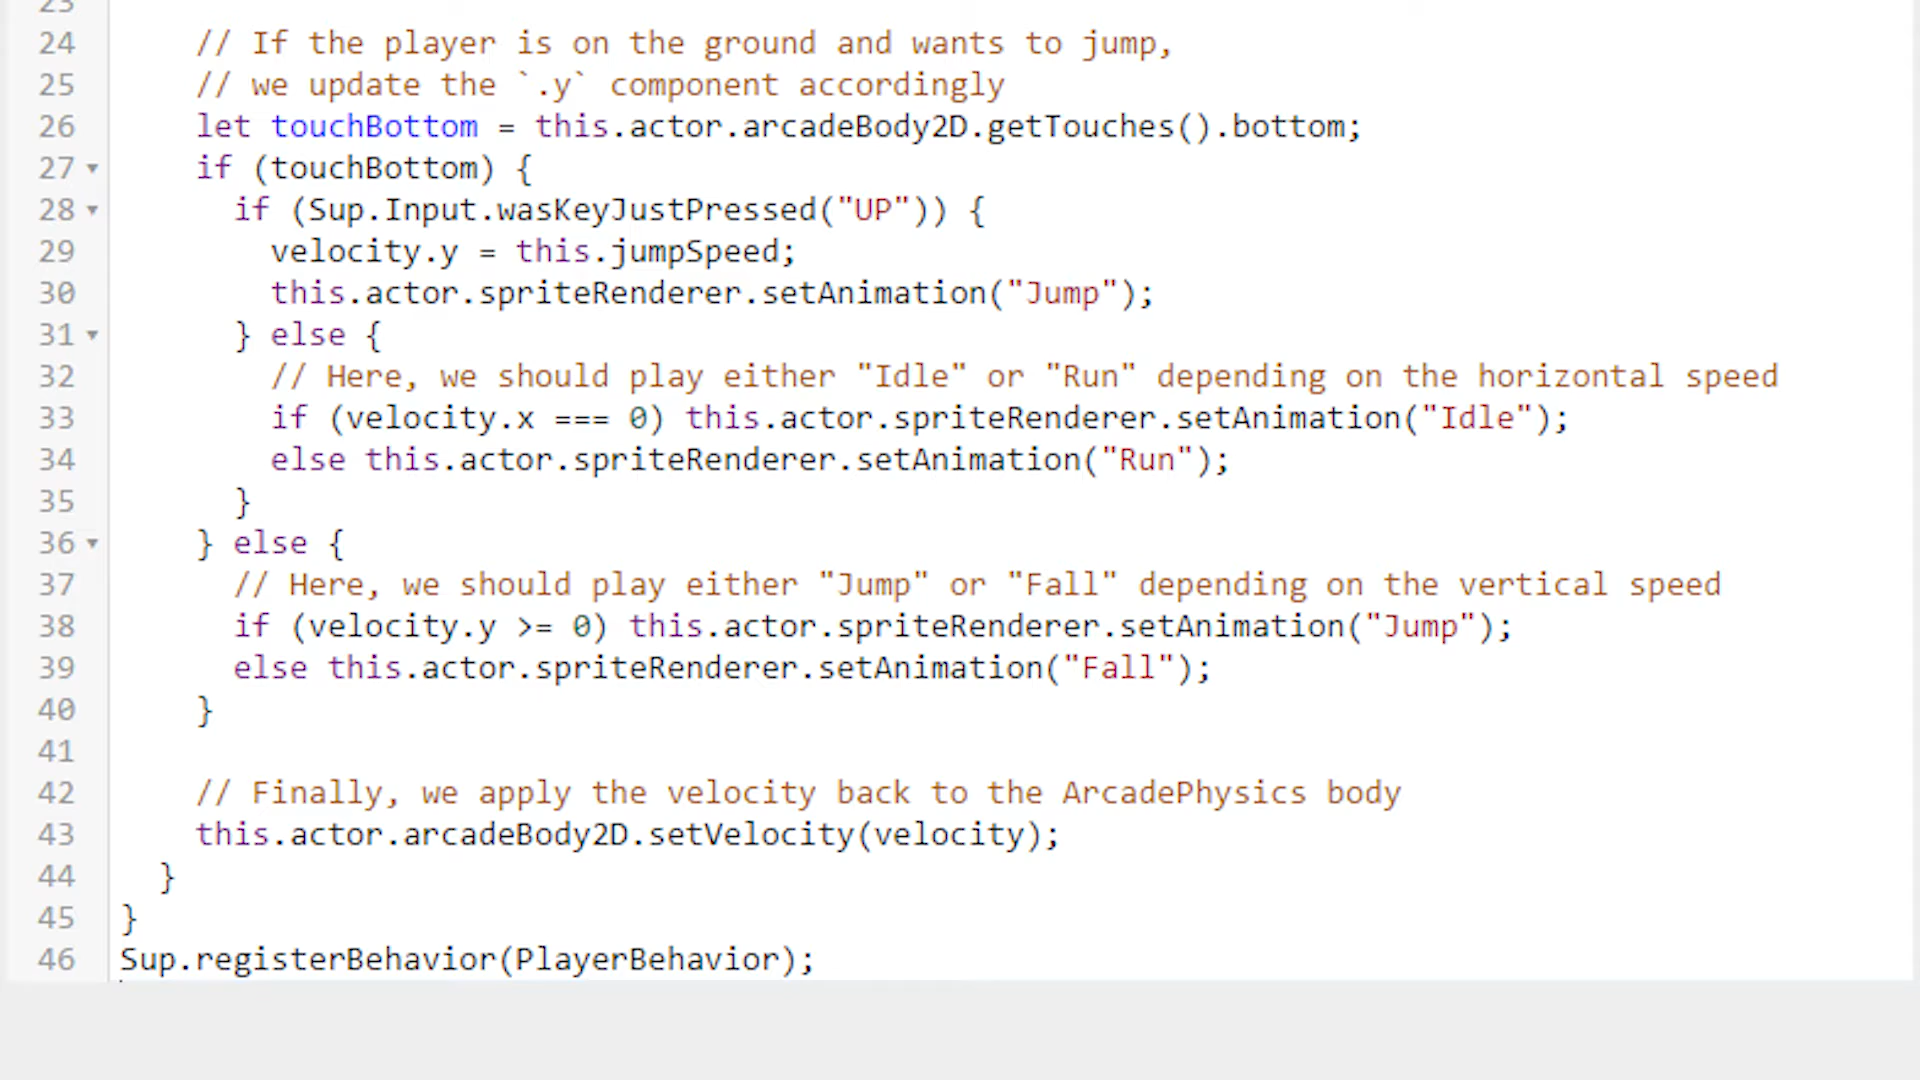 23
24 // If the player is on the ground and wants to jump,
25 // we update the `.y` component accordingly
26 let touchBottom = this.actor.arcadeBody2D.getTouches().bottom;
27 if (touchBottom) {
28 if (Sup.Input.wasKeyJustPressed("UP")) {
29 velocity.y = this.jumpSpeed;
30 this.actor.spriteRenderer.setAnimation("Jump");
31 } else {
32 // Here, we should play either "Idle" or "Run" depending on the horizontal speed
33 if (velocity.x === 0) this.actor.spriteRenderer.setAnimation("Idle");
34 else this.actor.spriteRenderer.setAnimation("Run");
35 }
36 } else {
37 // Here, we should play either "Jump" or "Fall" depending on the vertical speed
38 if (velocity.y >= 0) this.actor.spriteRenderer.setAnimation("Jump");
39 else this.actor.spriteRenderer.setAnimation("Fall");
40 }
41
42 // Finally, we apply the velocity back to the ArcadePhysics body
43 this.actor.arcadeBody2D.setVelocity(velocity);
44 }
45 }
46 Sup.registerBehavior(PlayerBehavior);